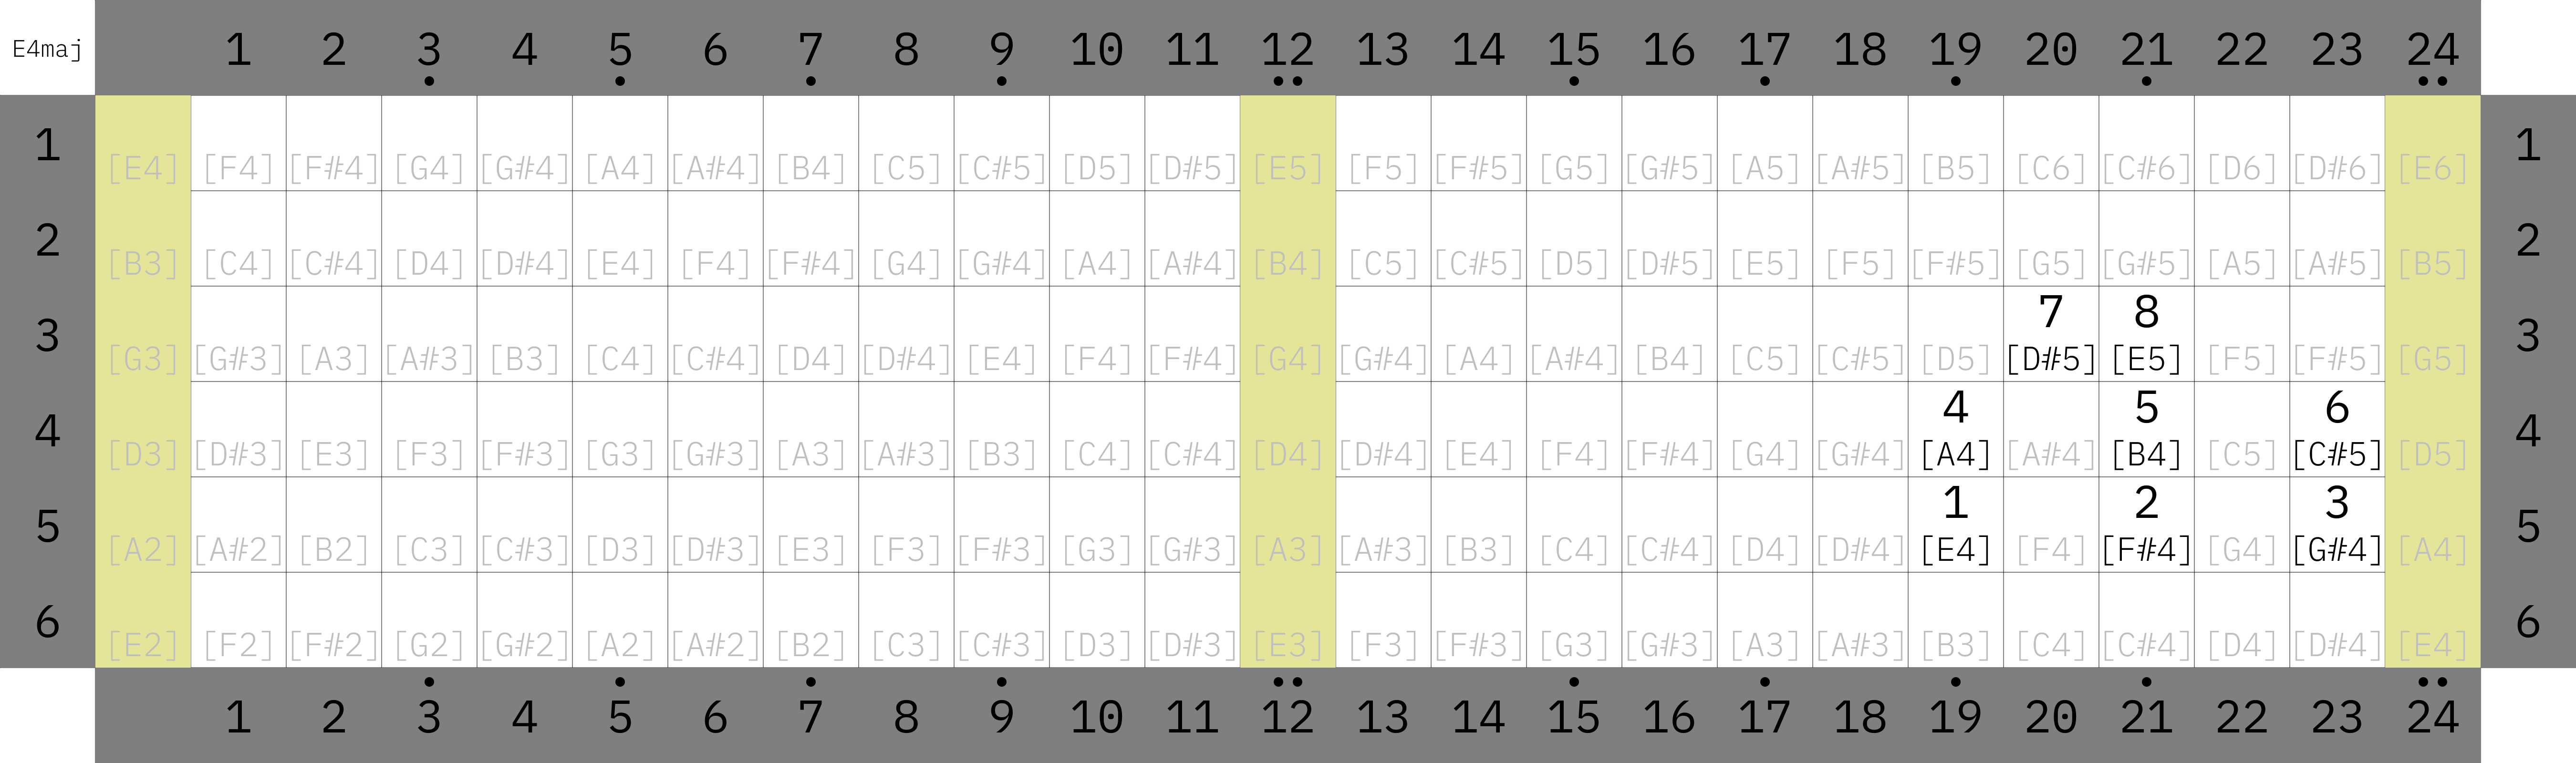 E4maj 1 2 3 4 5 6 7 8 9 10 11 12 13 14 15 16 17 18 19 20 21 22 23 24
1 [E4] [F4] [F#4] [G4] [G#4] [A4] [A#4] [B4] [C5] [C#5] [D5] [D#5] [E5] [F5] [F#5] [G5] [G#5] [A5] [A#5] [B5] [C6] [C#6] [D6] [D#6] [E6] 1
2 [B3] [C4] [C#4] [D4] [D#4] [E4] [F4] [F#4] [G4] [G#4] [A4] [A#4] [B4] [C5] [C#5] [D5] [D#5] [E5] [F5] [F#5] [G5] [G#5] [A5] [A#5] [B5] 2
7 8
3 [G3] [G#3] [A3] [A#3] [B3] [C4] [C#4] [D4] [D#4] [E4] [F4] [F#4] [G4] [G#4] [A4] [A#4] [B4] [C5] [C#5] [D5] [D#5] [E5] [F5] [F#5] [G5] 3
4 5 6
4 [D3] [D#3] [E3] [F3] [F#3] [G3] [G#3] [A3] [A#3] [B3] [C4] [C#4] [D4] [D#4] [E4] [F4] [F#4] [G4] [G#4] [A4] [A#4] [B4] [C5] [C#5] [D5] 4
1 2 3
5 [A2] [A#2] [B2] [C3] [C#3] [D3] [D#3] [E3] [F3] [F#3] [G3] [G#3] [A3] [A#3] [B3] [C4] [C#4] [D4] [D#4] [E4] [F4] [F#4] [G4] [G#4] [A4] 5
6 [E2] [F2] [F#2] [G2] [G#2] [A2] [A#2] [B2] [C3] [C#3] [D3] [D#3] [E3] [F3] [F#3] [G3] [G#3] [A3] [A#3] [B3] [C4] [C#4] [D4] [D#4] [E4] 6
1 2 3 4 5 6 7 8 9 10 11 12 13 14 15 16 17 18 19 20 21 22 23 24